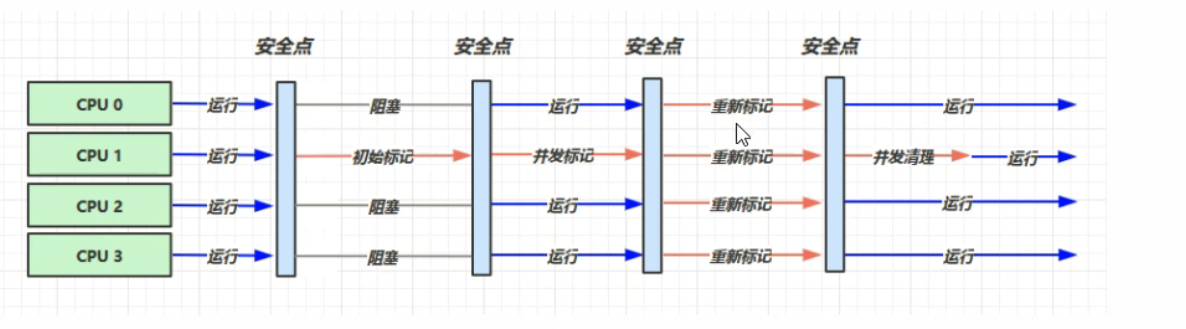 安全点 安全点 安全点 安全点
CPU 0 运行 阻塞 运行 重新标记 运行
CPU 1 运行 初始标记 并发标记 重新标记 并发清理 运行
CPU 2 运行 阻塞 运行 重新标记 运行
CPU 3 运行 阻塞 运行 重新标记 运行